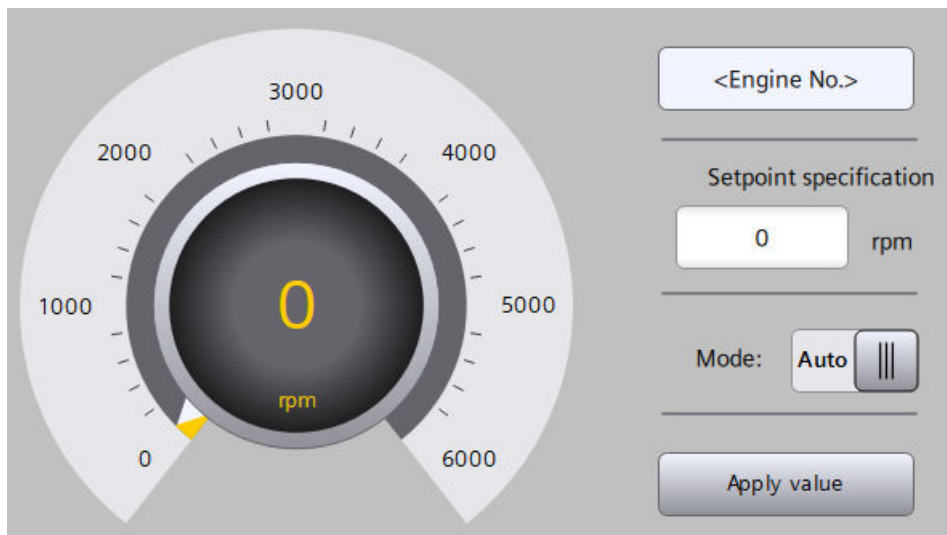 3000
2000
4000
1000
5000
0
rpm
0
6000
<Engine No.>
Setpoint specification
0
rpm
Mode:
Auto
Apply value